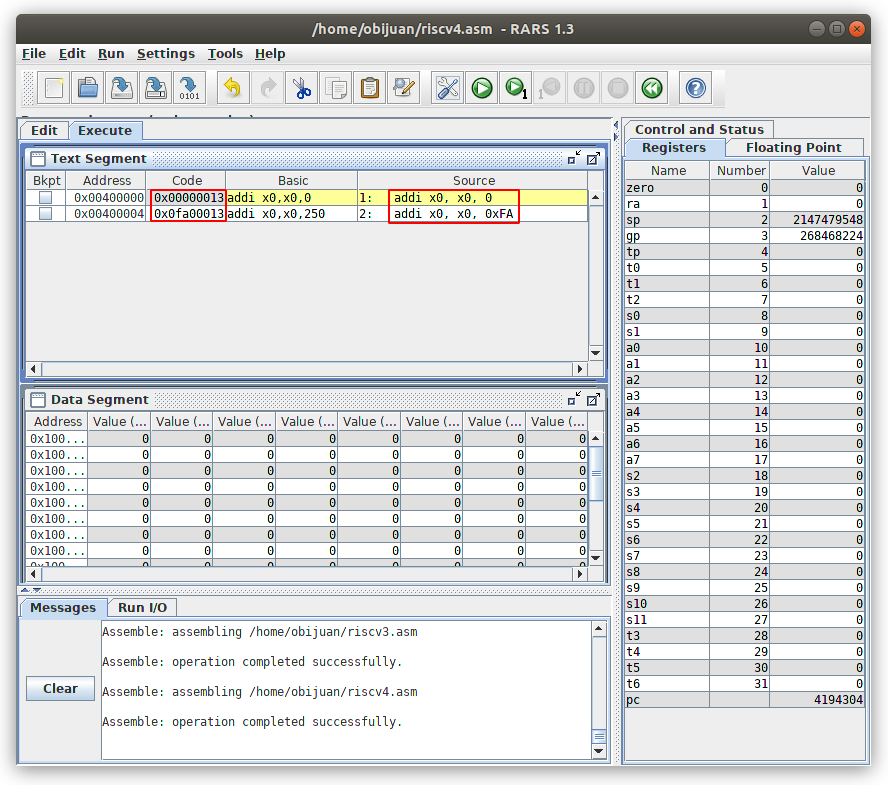 /home/obijuan/riscv4.asm - RARS 1.3
File Edit Run Settings Tools Help
Edit Execute
Text Segment
Bkpt Address Code Basic Source
0x00400000 0x00000013 addi x0,x0,0 1: addi x0, x0, 0
0x00400004 0x0fa00013 addi x0,x0,250 2: addi x0, x0, 0xFA
Data Segment
Address Value (... Value (... Value (... Value (... Value (... Value (... Value (... Value (...
0x100... 0 0 0 0 0 0 0 0
0x100... 0 0 0 0 0 0 0 0
0x100... 0 0 0 0 0 0 0 0
0x100... 0 0 0 0 0 0 0 0
0x100... 0 0 0 0 0 0 0 0
0x100... 0 0 0 0 0 0 0 0
0x100... 0 0 0 0 0 0 0 0
0x100... 0 0 0 0 0 0 0 0
Messages Run I/O
Assemble: assembling /home/obijuan/riscv3.asm
Assemble: operation completed successfully.
Clear
Assemble: assembling /home/obijuan/riscv4.asm
Assemble: operation completed successfully.
Control and Status
Registers Floating Point
Name Number Value
zero 0 0
ra 1 0
sp 2 2147479548
gp 3 268468224
tp 4 0
t0 5 0
t1 6 0
t2 7 0
s0 8 0
s1 9 0
a0 10 0
a1 11 0
a2 12 0
a3 13 0
a4 14 0
a5 15 0
a6 16 0
a7 17 0
s2 18 0
s3 19 0
s4 20 0
s5 21 0
s6 22 0
s7 23 0
s8 24 0
s9 25 0
s10 26 0
s11 27 0
t3 28 0
t4 29 0
t5 30 0
t6 31 0
pc 4194304